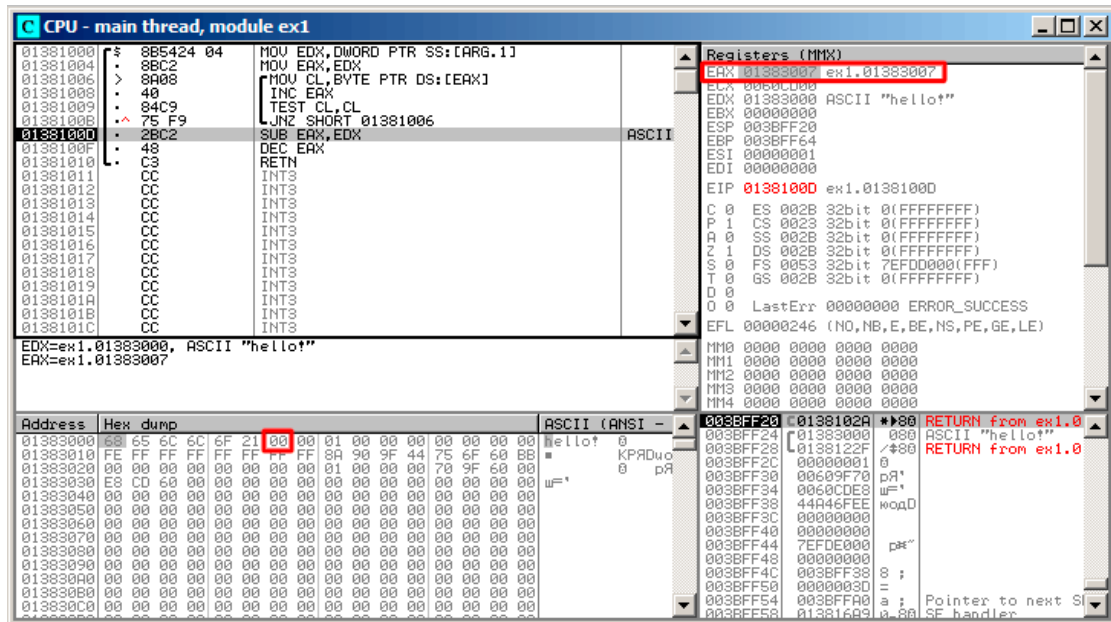 CPU - main thread, module ex1
01381000 $ 8B5424 04 MOV EDX,DWORD PTR SS:[ARG.1]
01381004 . 8BC2 MOV EAX,EDX
01381006 > 8A08 MOV CL,BYTE PTR DS:[EAX]
01381008 . 40 INC EAX
01381009 . 84C9 TEST CL,CL
0138100B .^ 75 F9 JNZ SHORT 01381006
0138100D . 2BC2 SUB EAX,EDX ASCII
0138100F . 48 DEC EAX
01381010 . C3 RETN
01381011 CC INT3
01381012 CC INT3
01381013 CC INT3
01381014 CC INT3
01381015 CC INT3
01381016 CC INT3
01381017 CC INT3
01381018 CC INT3
01381019 CC INT3
0138101A CC INT3
0138101B CC INT3
0138101C CC INT3
EDX=ex1.01383000, ASCII "hello!"
EAX=ex1.01383007
Registers (MMX)
EAX 01383007 ex1.01383007
ECX 0060CD00
EDX 01383000 ASCII "hello!"
EBX 00000000
ESP 003BFF20
EBP 003BFF64
ESI 00000001
EDI 00000000
EIP 0138100D ex1.0138100D
C 0 ES 002B 32bit 0(FFFFFFFF)
P 1 CS 0023 32bit 0(FFFFFFFF)
A 0 SS 002B 32bit 0(FFFFFFFF)
Z 1 DS 002B 32bit 0(FFFFFFFF)
S 0 FS 0053 32bit 7EFDD000(FFF)
T 0 GS 002B 32bit 0(FFFFFFFF)
D 0
O 0 LastErr 00000000 ERROR_SUCCESS
EFL 00000246 (NO,NB,E,BE,NS,PE,GE,LE)
MM0 0000 0000 0000 0000
MM1 0000 0000 0000 0000
MM2 0000 0000 0000 0000
MM3 0000 0000 0000 0000
MM4 0000 0000 0000 0000
Address Hex dump ASCII (ANSI -
01383000 68 65 6C 6C 6F 21 00 00 01 00 00 00 00 00 00 00 hello!
01383010 FE FF FF FF FF FF FF FF 8A 90 9F 44 75 6F 60 BB КРЯDuo
01383020 00 00 00 00 00 00 00 00 01 00 00 00 70 9F 60 00 pЯ
01383030 E8 CD 60 00 00 00 00 00 00 00 00 00 00 00 00 00
01383040 00 00 00 00 00 00 00 00 00 00 00 00 00 00 00 00
01383050 00 00 00 00 00 00 00 00 00 00 00 00 00 00 00 00
01383060 00 00 00 00 00 00 00 00 00 00 00 00 00 00 00 00
01383070 00 00 00 00 00 00 00 00 00 00 00 00 00 00 00 00
01383080 00 00 00 00 00 00 00 00 00 00 00 00 00 00 00 00
01383090 00 00 00 00 00 00 00 00 00 00 00 00 00 00 00 00
013830A0 00 00 00 00 00 00 00 00 00 00 00 00 00 00 00 00
013830B0 00 00 00 00 00 00 00 00 00 00 00 00 00 00 00 00
013830C0 00 00 00 00 00 00 00 00 00 00 00 00 00 00 00 00
003BFF20 0138102A RETURN from ex1.0
003BFF24 01383000 ASCII "hello!"
003BFF28 0138122F RETURN from ex1.0
003BFF2C 00000001
003BFF30 00609F70 pЯ`
003BFF34 0060CDE8
003BFF38 44A46FEE юодD
003BFF3C 00000000
003BFF40 00000000
003BFF44 7EFDE000
003BFF48 00000000
003BFF4C 003BFF38 8 ;
003BFF50 0000003D =
003BFF54 003BFFA0 a ; Pointer to next S
003BFF58 013816A9 SE handler